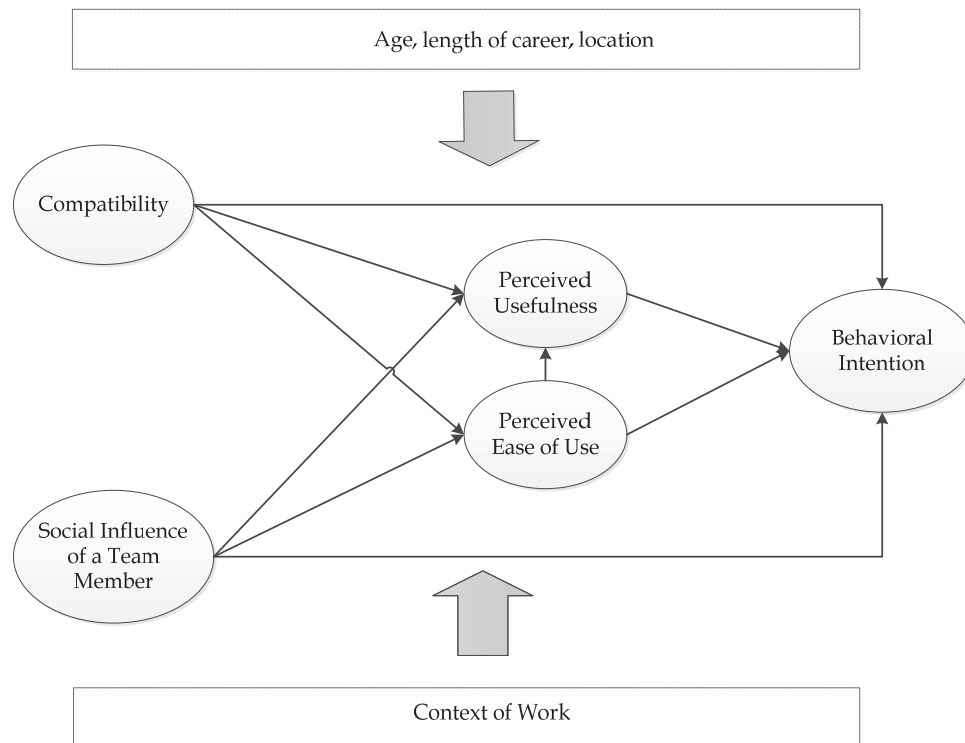 Age, length of career, location
Compatibility
Perceived
Usefulness
Behavioral
Intention
Perceived
Ease of Use
Social Influence
of a Team
Member
Context of Work